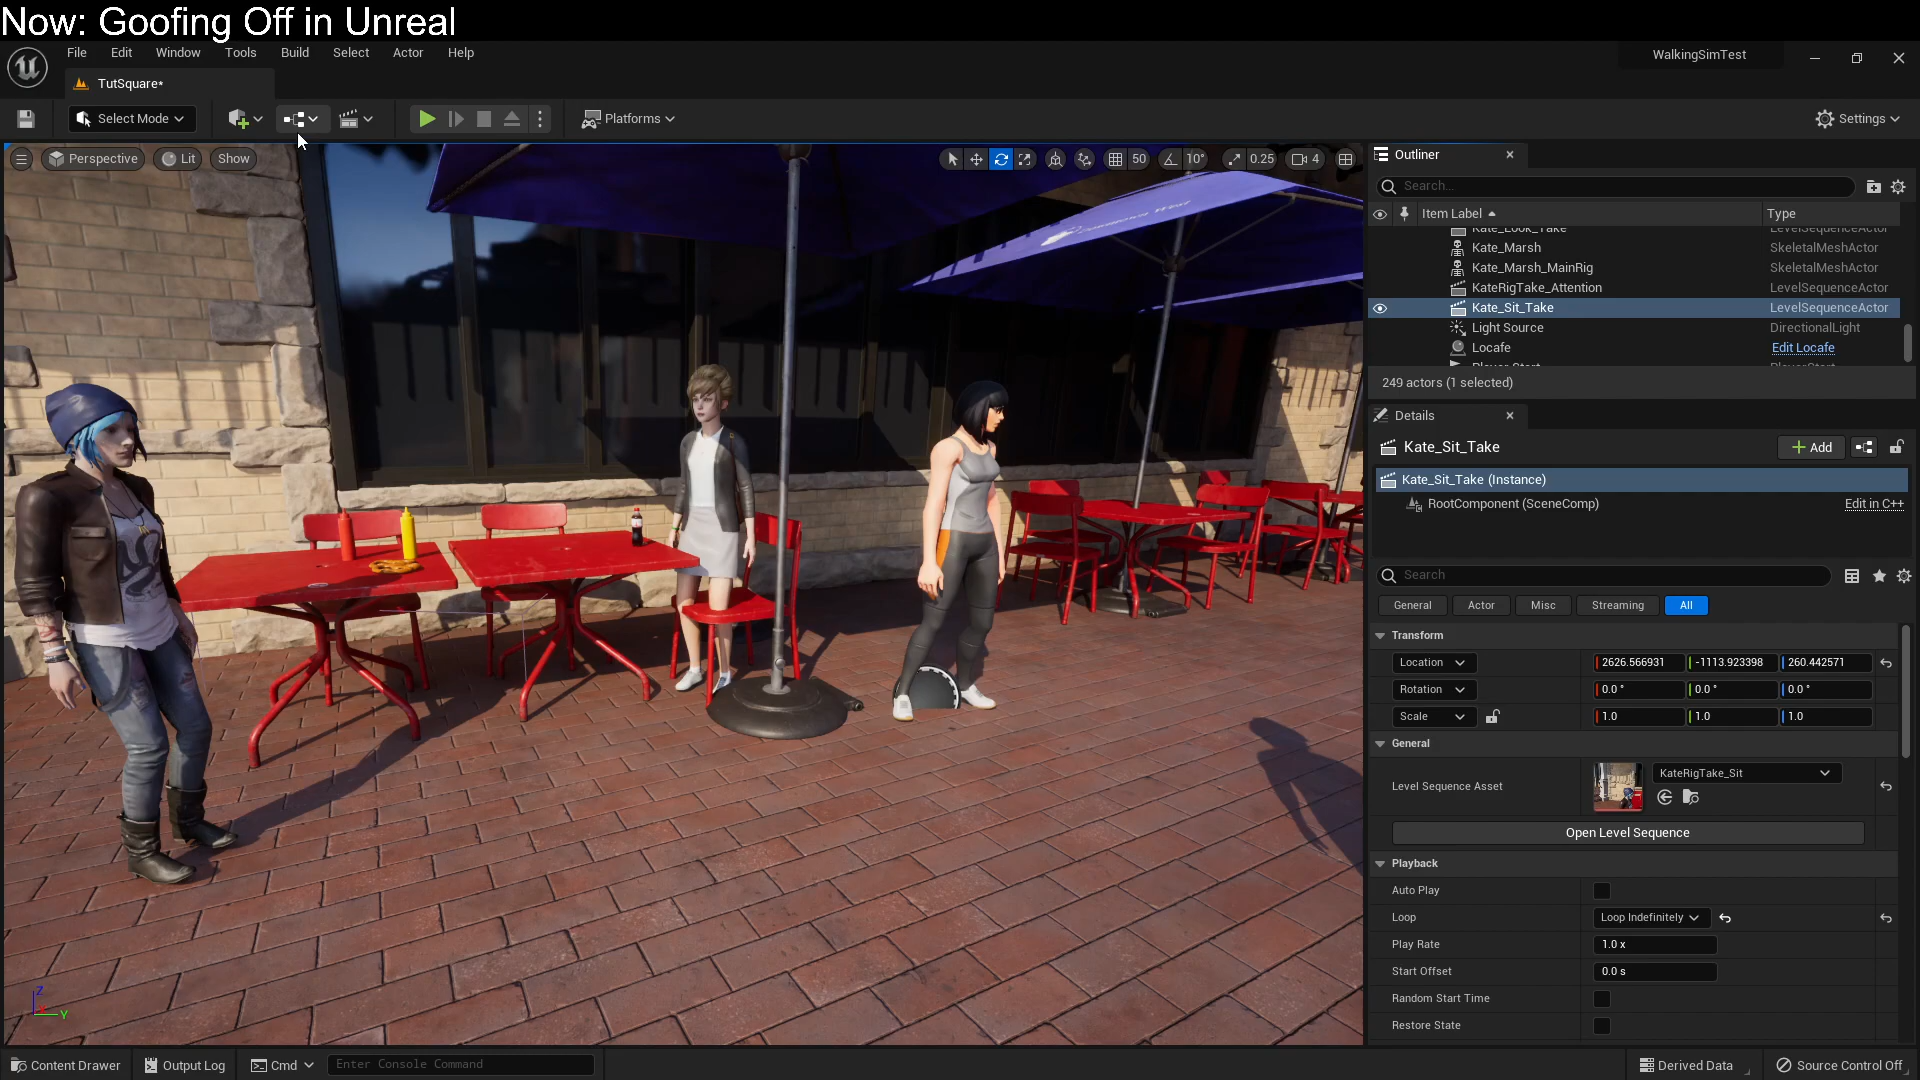 Now: Goofing Off in Unreal
File Edit Window Tools Build Select Actor Help
WalkingSimTest
TutSquare*
Select Mode
Platforms
Settings
Perspective Lit Show
50 10° 0.25 4
Outliner
Search...
Item Label Type
Kate_Look_Take LevelSequenceActor
Kate_Marsh SkeletalMeshActor
Kate_Marsh_MainRig SkeletalMeshActor
KateRigTake_Attention LevelSequenceActor
Kate_Sit_Take LevelSequenceActor
Light Source DirectionalLight
Locafe Edit Locafe
Player Start PlayerStart
249 actors (1 selected)
Details
Kate_Sit_Take
Add
Kate_Sit_Take (Instance)
RootComponent (SceneComp) Edit in C++
Search
General Actor Misc Streaming All
Transform
Location 2626.566931 -1113.923398 260.442571
Rotation 0.0 ° 0.0 ° 0.0 °
Scale 1.0 1.0 1.0
General
Level Sequence Asset KateRigTake_Sit
Open Level Sequence
Playback
Auto Play
Loop Loop Indefinitely
Play Rate 1.0 x
Start Offset 0.0 s
Random Start Time
Restore State
Z
Y
Content Drawer Output Log Cmd Enter Console Command
Derived Data Source Control Off